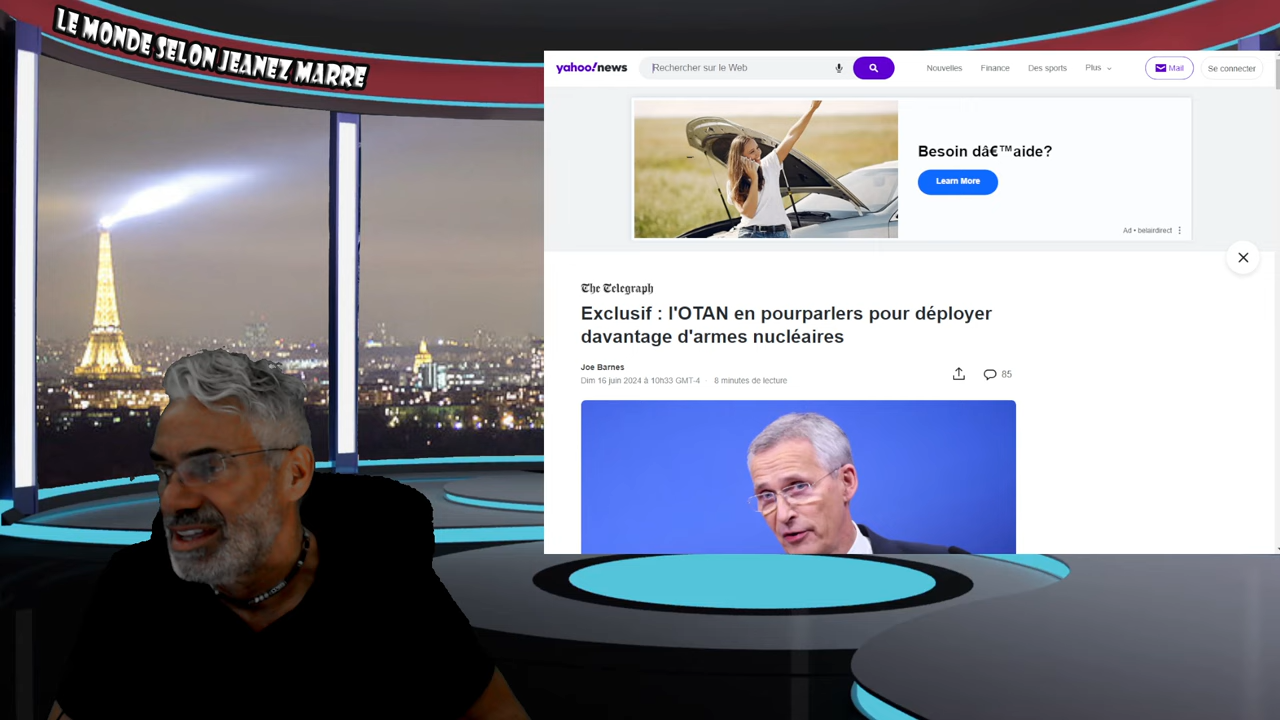 LE MONDE SELON JEANEZ MARRE
yahoo!news
Rechercher sur le Web
Nouvelles
Finance
Des sports
Plus
Mail
Se connecter
Besoin dâ€™aide?
Learn More
Ad • belairdirect
The Telegraph
Exclusif : l'OTAN en pourparlers pour déployer
davantage d'armes nucléaires
Joe Barnes
Dim 16 juin 2024 à 10h33 GMT-4 · 8 minutes de lecture
85